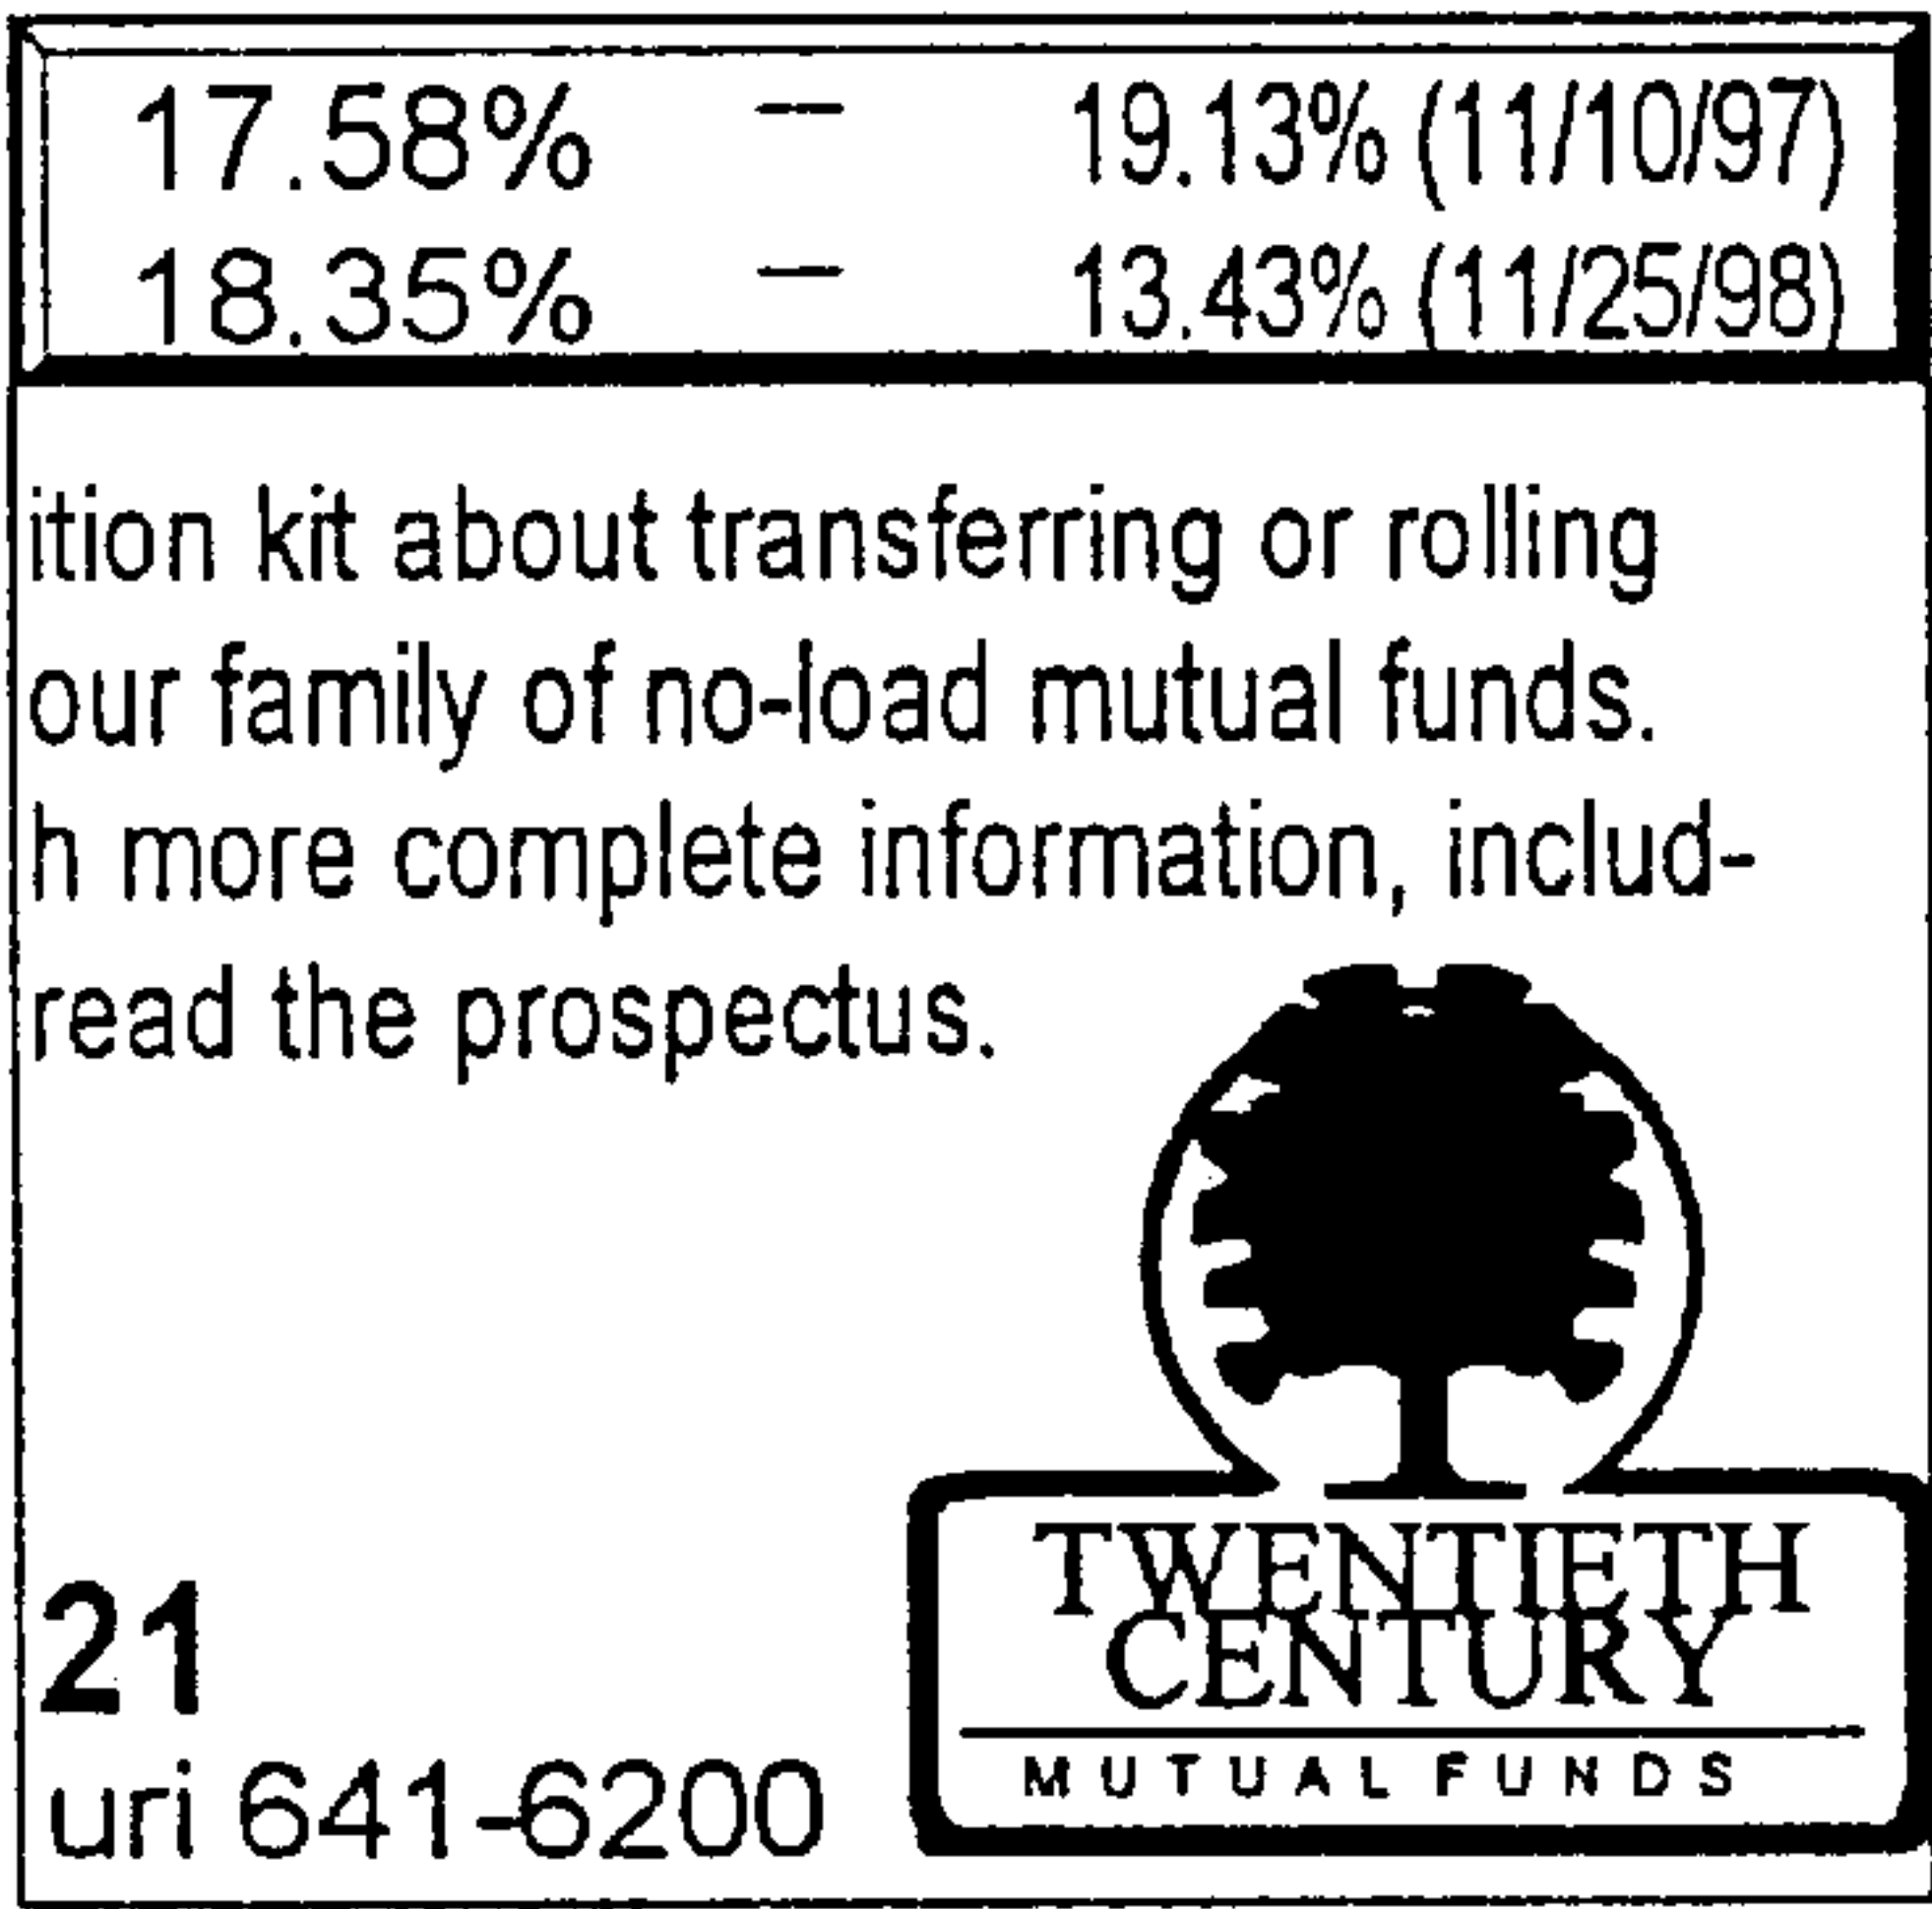 17.58% – 19.13% (11/10/97)
18.35% – 13.43% (11/25/98)
ition kit about transferring or rolling
our family of no-load mutual funds.
h more complete information, includ-
read the prospectus.
21
uri 641-6200
TWENTIETH
CENTURY
MUTUAL FUNDS